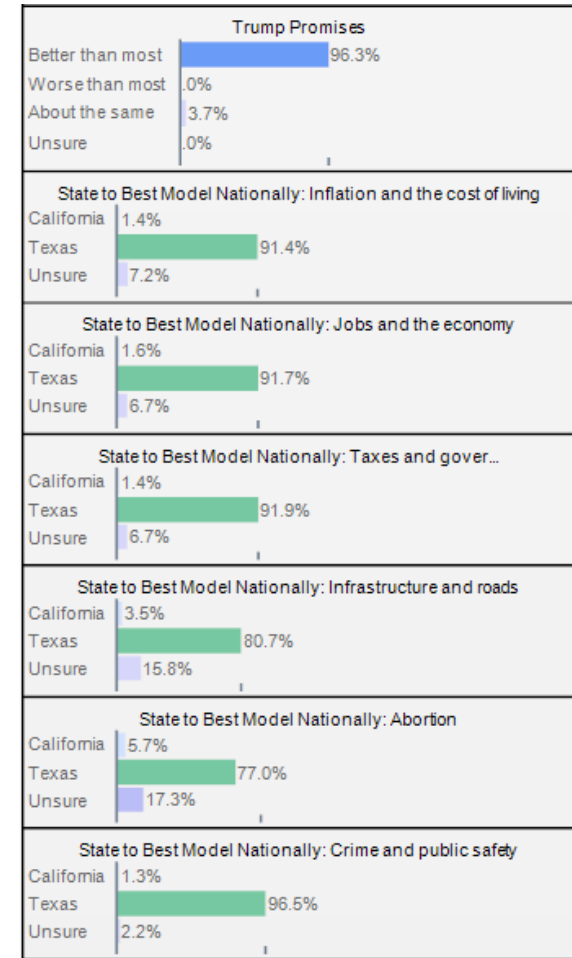 Trump Promises
Better than most 96.3%
Worse than most .0%
About the same 3.7%
Unsure .0%
State to Best Model Nationally: Inflation and the cost of living
California 1.4%
Texas 91.4%
Unsure 7.2%
State to Best Model Nationally: Jobs and the economy
California 1.6%
Texas 91.7%
Unsure 6.7%
State to Best Model Nationally: Taxes and gover...
California 1.4%
Texas 91.9%
Unsure 6.7%
State to Best Model Nationally: Infrastructure and roads
California 3.5%
Texas 80.7%
Unsure 15.8%
State to Best Model Nationally: Abortion
California 5.7%
Texas 77.0%
Unsure 17.3%
State to Best Model Nationally: Crime and public safety
California 1.3%
Texas 96.5%
Unsure 2.2%